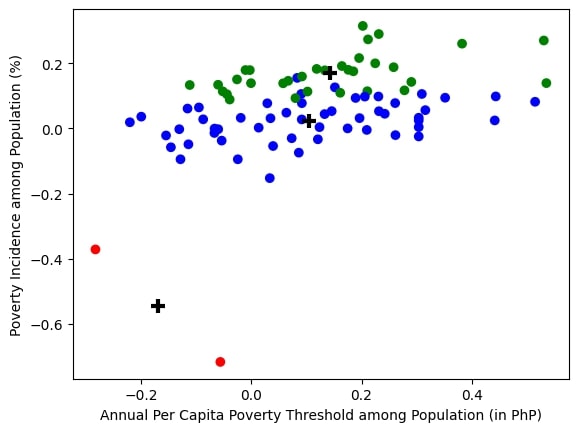 0.2
0.0
−0.2
−0.4
−0.6
Poverty Incidence among Population (%)
−0.2 0.0 0.2 0.4
Annual Per Capita Poverty Threshold among Population (in PhP)